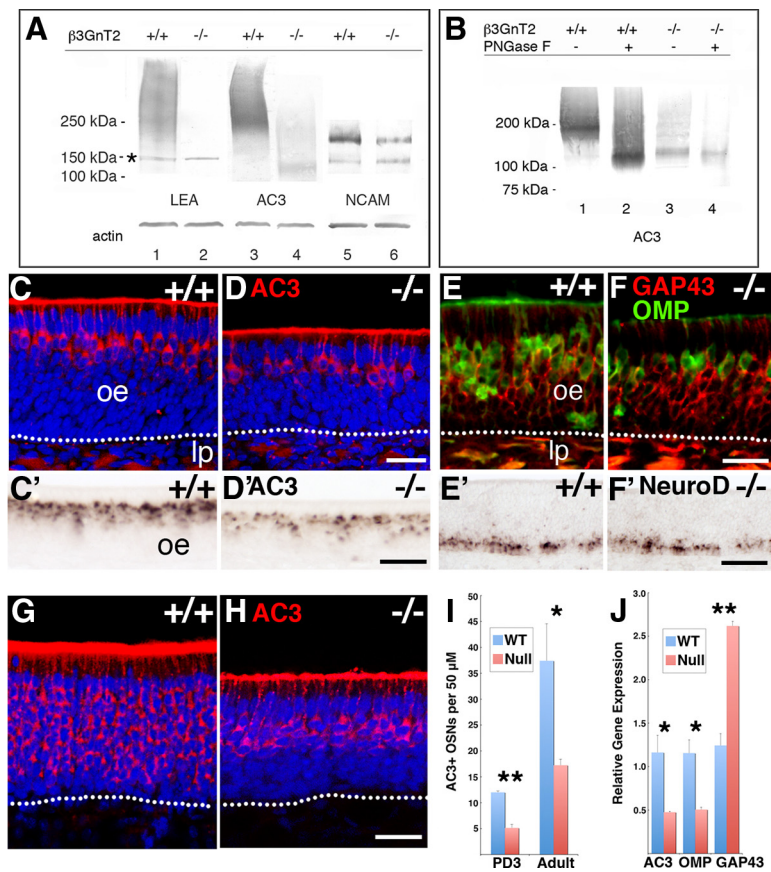 A
β3GnT2 +/+ -/- +/+ -/- +/+ -/-
250 kDa -
* 150 kDa -
100 kDa -
LEA AC3 NCAM
actin
1 2 3 4 5 6
B
β3GnT2 +/+ +/+ -/- -/-
PNGase F - + - +
200 kDa -
100 kDa -
75 kDa -
1 2 3 4
AC3
C +/+
oe
lp
D AC3 -/-
E +/+
oe
lp
F GAP43 -/-
OMP
C' +/+
oe
D' AC3 -/-
E' +/+
F' NeuroD -/-
G +/+
H AC3 -/-
I
AC3+ OSNs per 50 μM
50
45
40
35
30
25
20
15
10
5
WT
Null
*
**
PD3 Adult
J
Relative Gene Expression
3.0
2.5
2.0
1.5
1.0
0.5
WT
Null
**
* *
AC3 OMP GAP43